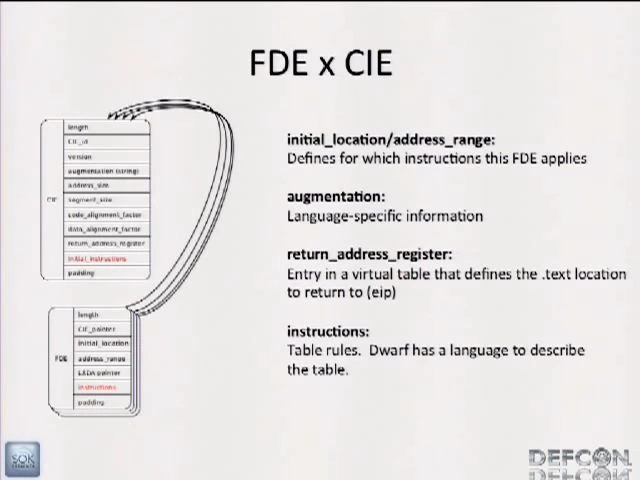 FDE x CIE
length
CIE_id
version
augmentation (string)
address_size
CIE
segment_size
code_alignment_factor
data_alignment_factor
return_address_register
initial_instructions
padding
length
CIE_pointer
initial_location
FDE
address_range
LSDA pointer
instructions
padding
initial_location/address_range:
Defines for which instructions this FDE applies
augmentation:
Language-specific information
return_address_register:
Entry in a virtual table that defines the .text location
to return to (eip)
instructions:
Table rules. Dwarf has a language to describe
the table.
DEFCON